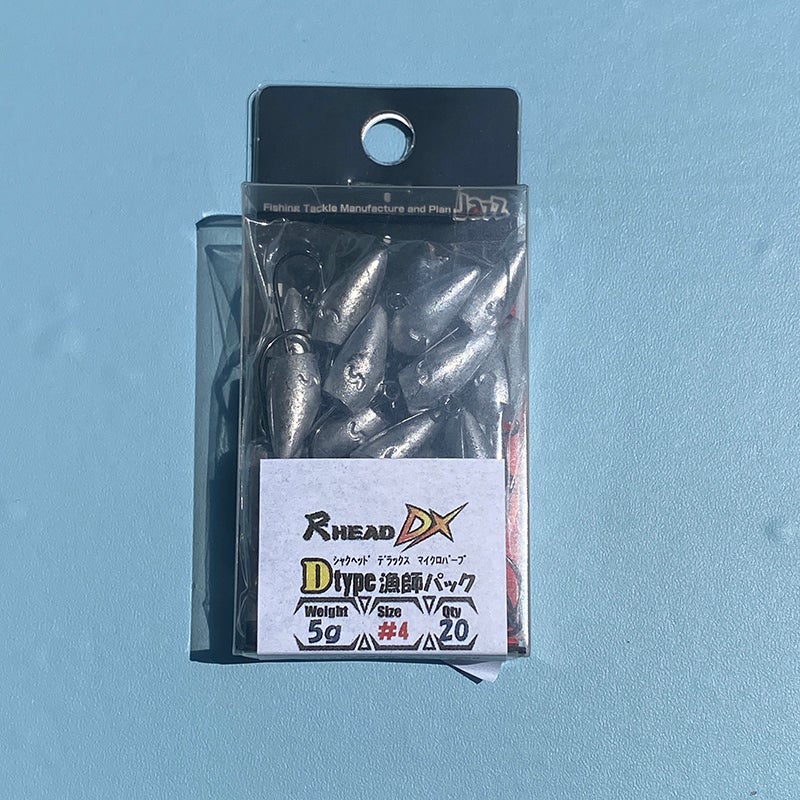 Fishing Tackle Manufacture and Plan Jazz
RHEAD DX
シャクヘッド デラックス マイクロバーブ
Dtype 漁師パック
Weight Size Qty
5g #4 20